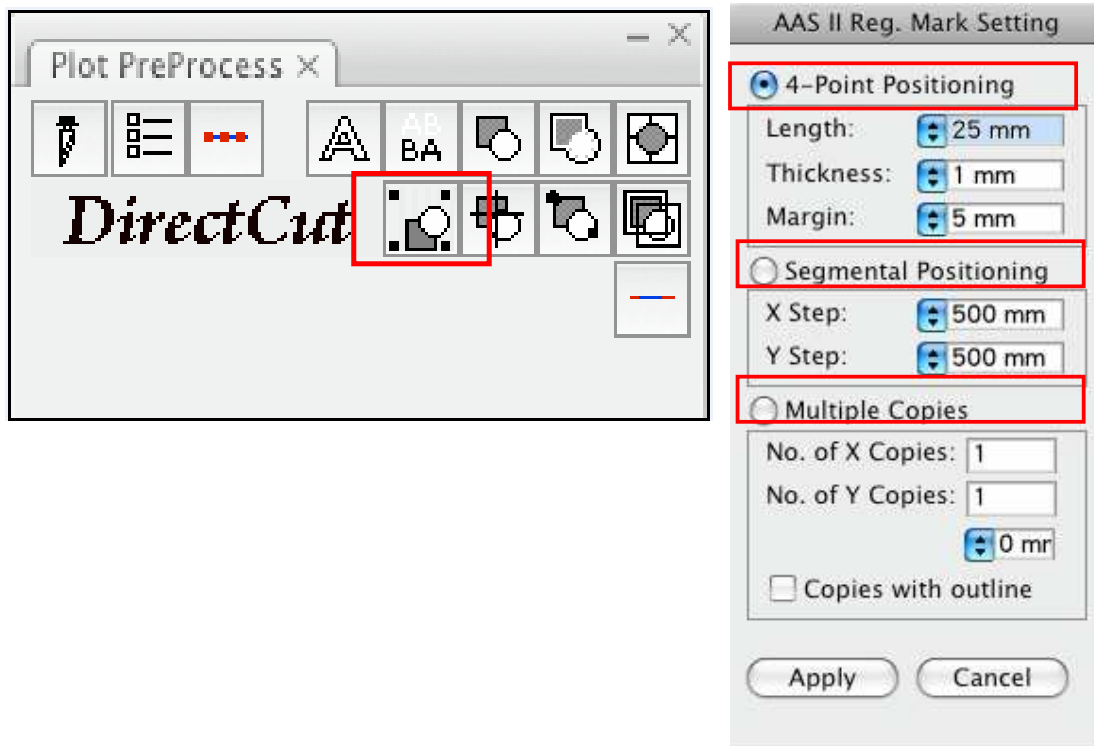 Plot PreProcess
A AB
BA
DirectCut
AAS II Reg. Mark Setting
4-Point Positioning
Length: 25 mm
Thickness: 1 mm
Margin: 5 mm
Segmental Positioning
X Step: 500 mm
Y Step: 500 mm
Multiple Copies
No. of X Copies: 1
No. of Y Copies: 1
0 mr
Copies with outline
Apply Cancel